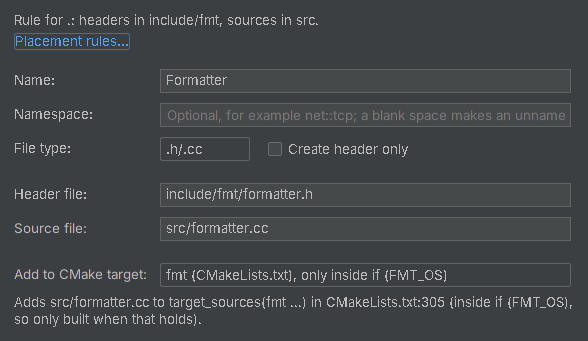 Rule for .: headers in include/fmt, sources in src.
Placement rules...
Name: Formatter
Namespace: Optional, for example net::tcp; a blank space makes an unname
File type: .h/.cc Create header only
Header file: include/fmt/formatter.h
Source file: src/formatter.cc
Add to CMake target: fmt (CMakeLists.txt), only inside if (FMT_OS)
Adds src/formatter.cc to target_sources(fmt ...) in CMakeLists.txt:305 (inside if (FMT_OS),
so only built when that holds).